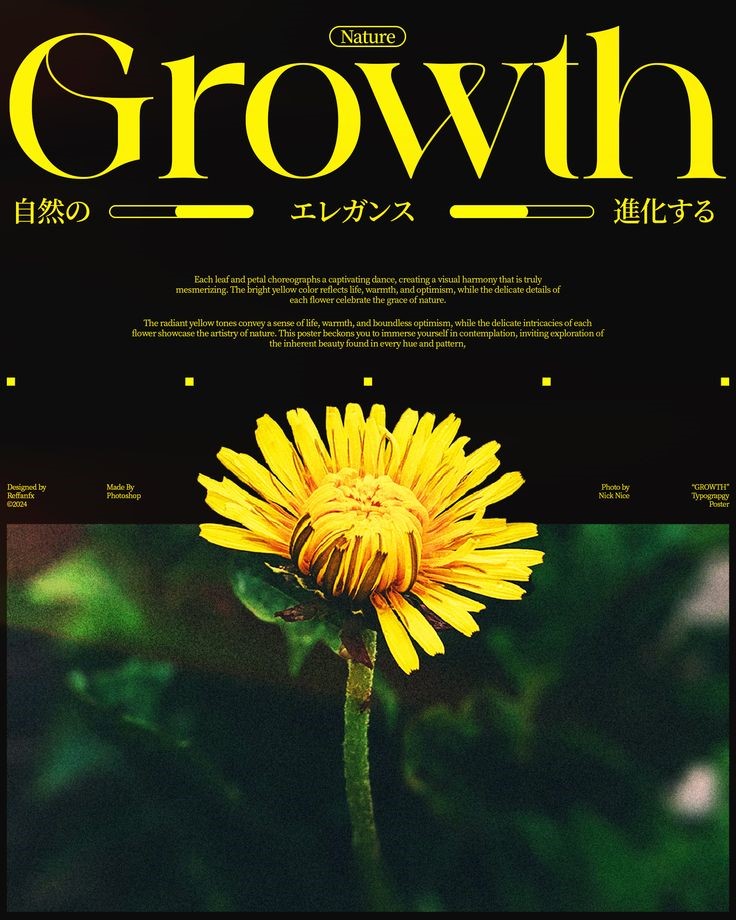 Nature
Growth
自然の
エレガンス
進化する
Each leaf and petal choreographs a captivating dance, creating a visual harmony that is truly
mesmerizing. The bright yellow color reflects life, warmth, and optimism, while the delicate details of
each flower celebrate the grace of nature.
The radiant yellow tones convey a sense of life, warmth, and boundless optimism, while the delicate intricacies of each
flower showcase the artistry of nature. This poster beckons you to immerse yourself in contemplation, inviting exploration of
the inherent beauty found in every hue and pattern,
Designed by
Reffanfx
©2024
Made By
Photoshop
Photo by
Nick Nice
“GROWTH”
Typograpgy
Poster